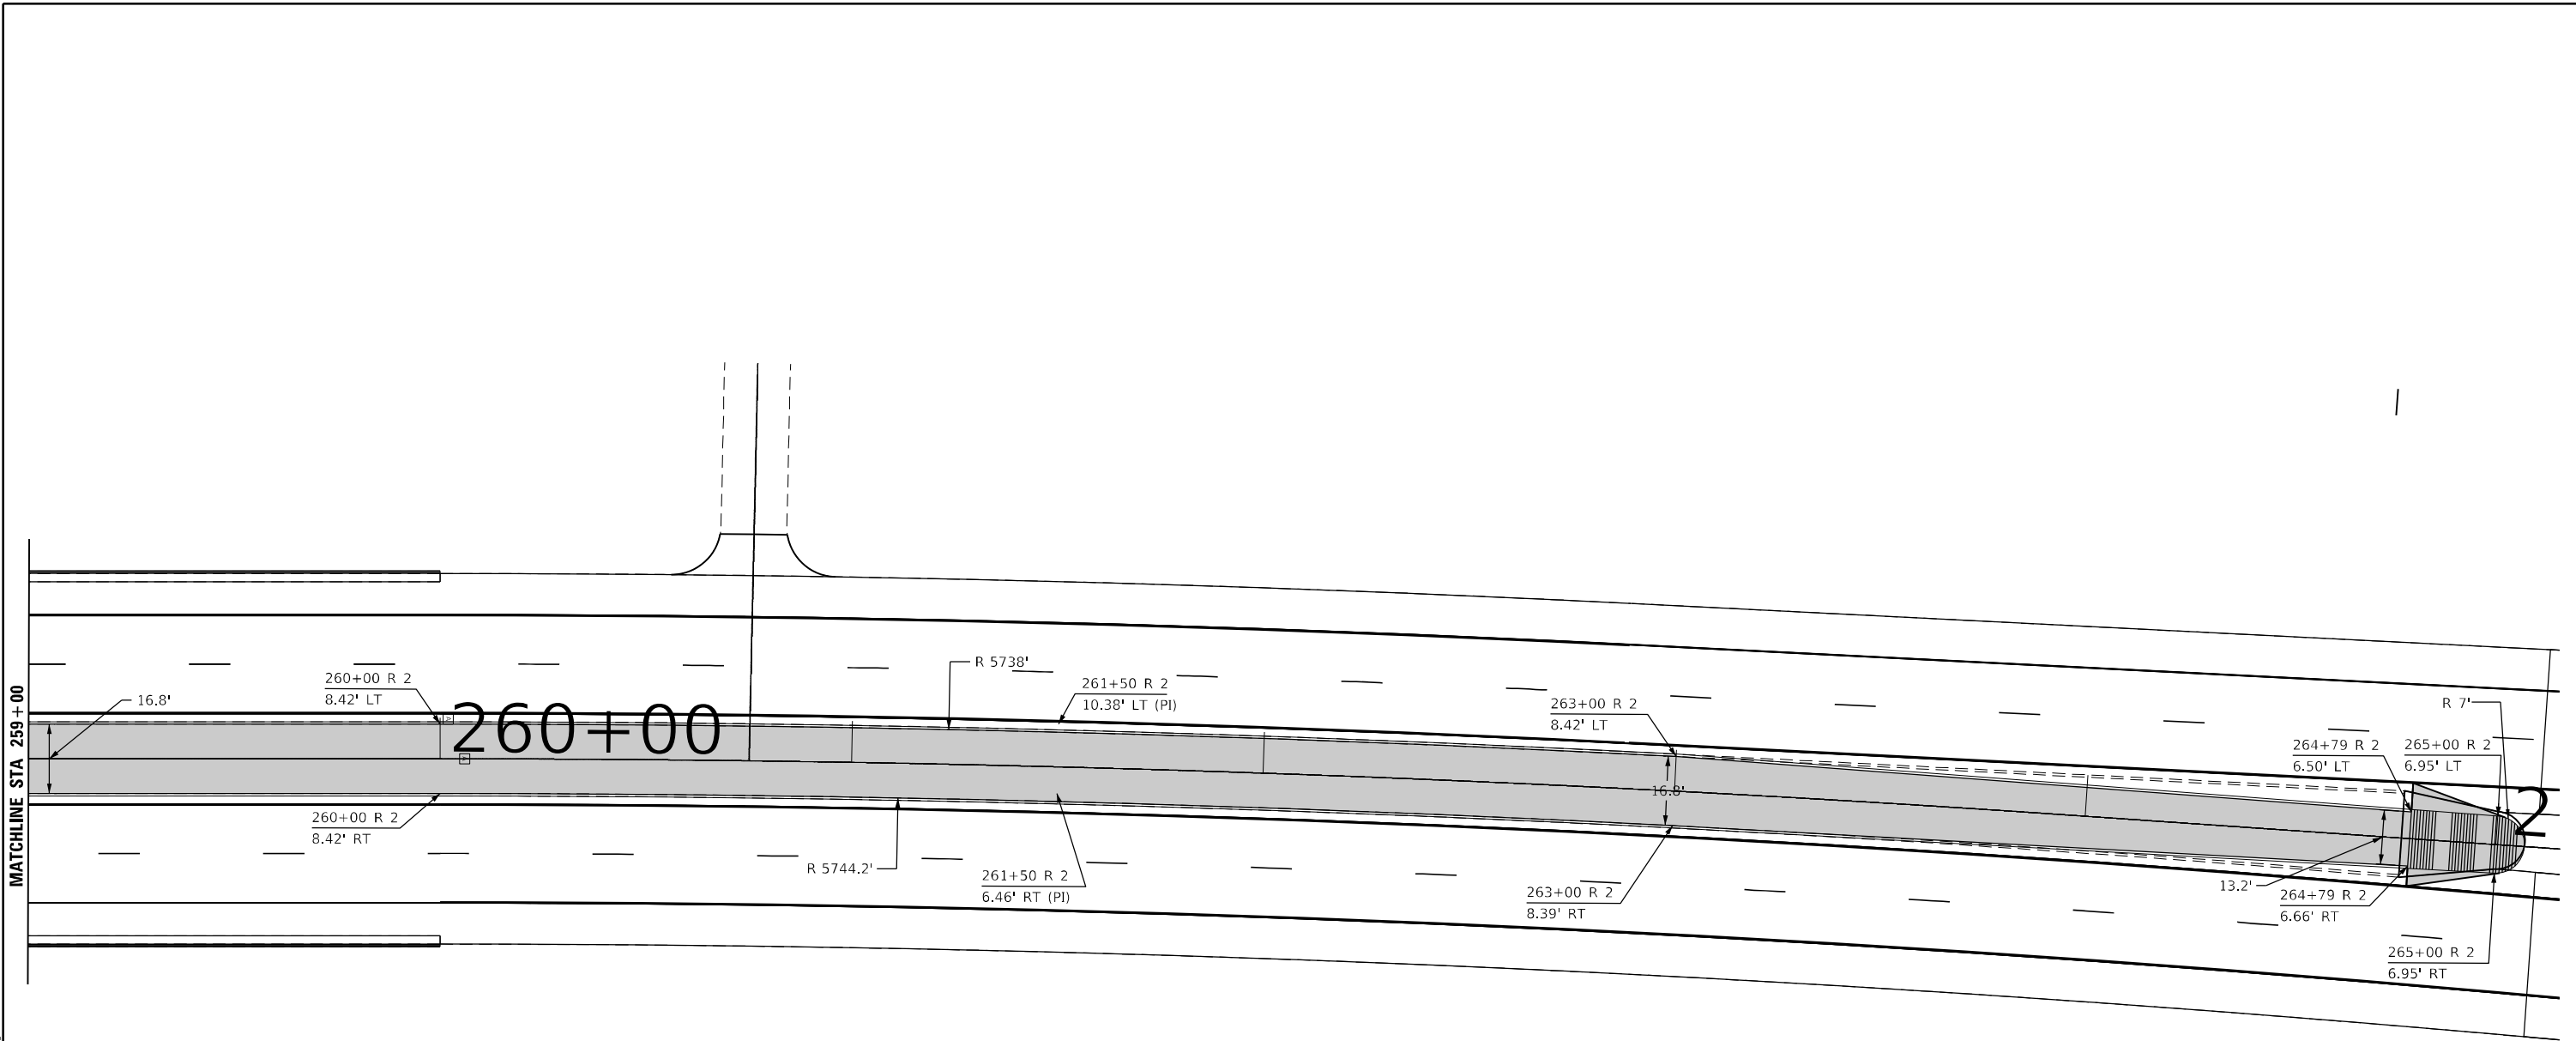 MATCHLINE STA 259+00
16.8'
260+00 R 2
8.42' LT
260+00
R 5738'
261+50 R 2
10.38' LT (PI)
263+00 R 2
8.42' LT
R 7'
264+79 R 2
6.50' LT
265+00 R 2
6.95' LT
16.8'
2
260+00 R 2
8.42' RT
R 5744.2'
261+50 R 2
6.46' RT (PI)
263+00 R 2
8.39' RT
13.2'
264+79 R 2
6.66' RT
265+00 R 2
6.95' RT